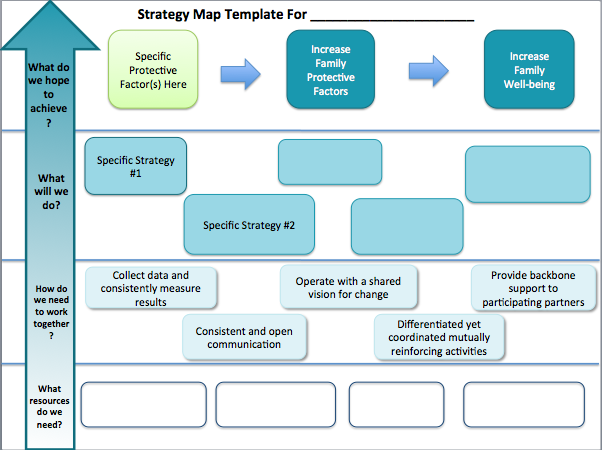 Strategy Map Template For ________________________
What do
we hope
to
achieve
?
Specific
Protective
Factor(s) Here
Increase
Family
Protective
Factors
Increase
Family
Well-being
What
will we
do?
Specific Strategy
#1
Specific Strategy #2
How do
we need
to work
together
?
Collect data and
consistently measure
results
Operate with a shared
vision for change
Provide backbone
support to
participating partners
Consistent and open
communication
Differentiated yet
coordinated mutually
reinforcing activities
What
resources
do we
need?